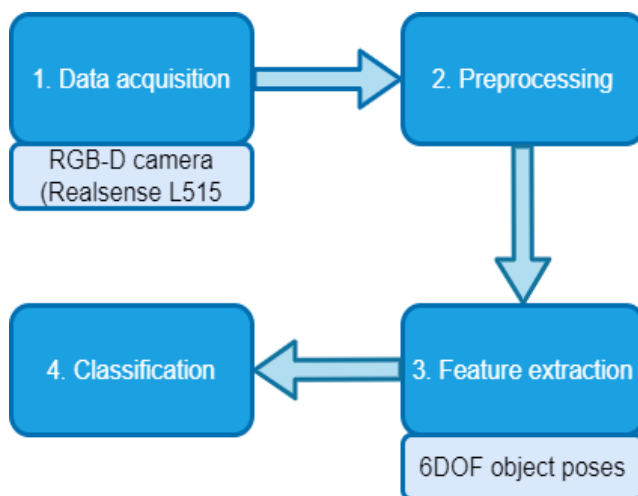 1. Data acquisition
RGB-D camera
(Realsense L515
2. Preprocessing
3. Feature extraction
6DOF object poses
4. Classification